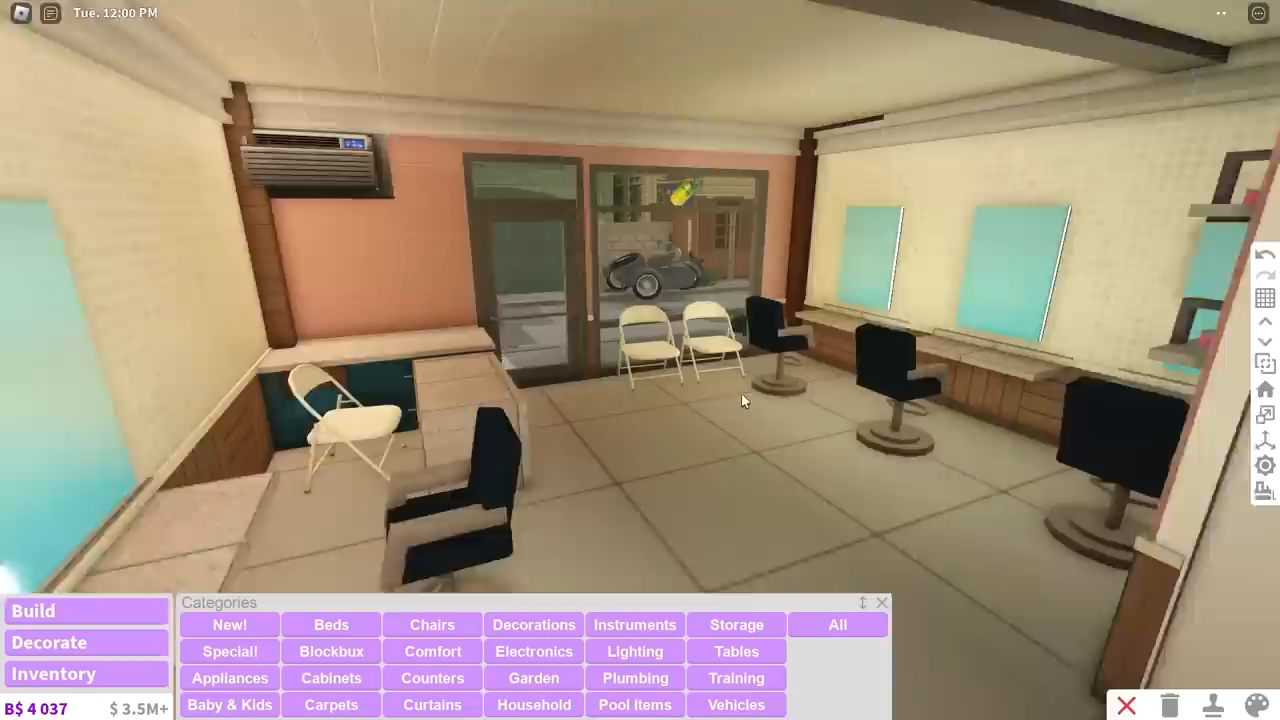 Tue. 12:00 PM
Build
Decorate
Inventory
B$ 4 037 $ 3.5M+
Categories
New! Beds Chairs Decorations Instruments Storage All
Special! Blockbux Comfort Electronics Lighting Tables
Appliances Cabinets Counters Garden Plumbing Training
Baby & Kids Carpets Curtains Household Pool Items Vehicles